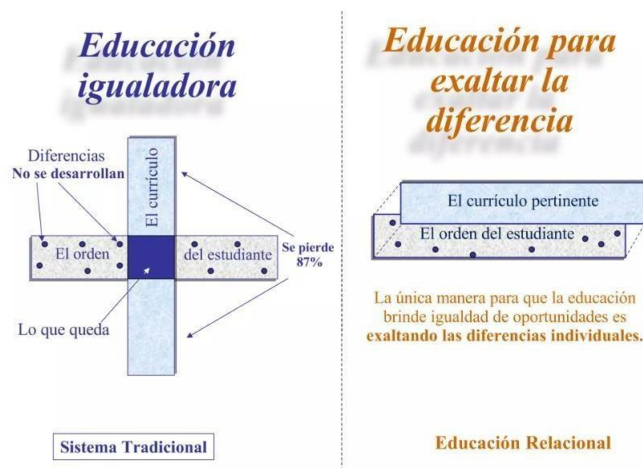 Educación
igualadora
Diferencias
No se desarrollan
El currículo
El orden
del estudiante
Se pierde
87%
Lo que queda
Sistema Tradicional
Educación para
exaltar la
diferencia
El currículo pertinente
El orden del estudiante
La única manera para que la educación
brinde igualdad de oportunidades es
exaltando las diferencias individuales.
Educación Relacional